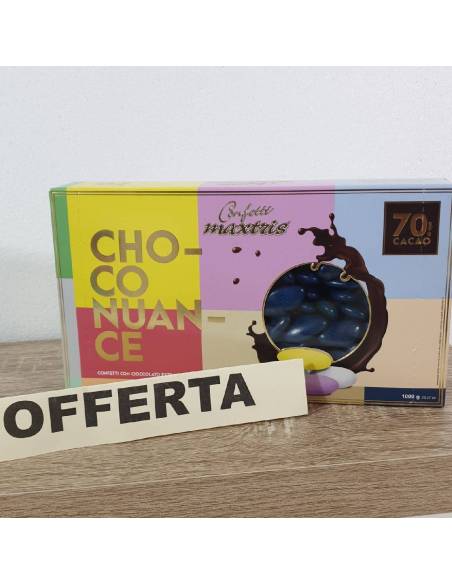 Confetti
maxtris
70%
CACAO
CHO-
CO
NUAN-
CE
CONFETTI CON CIOCCOLATO
1000 g
OFFERTA